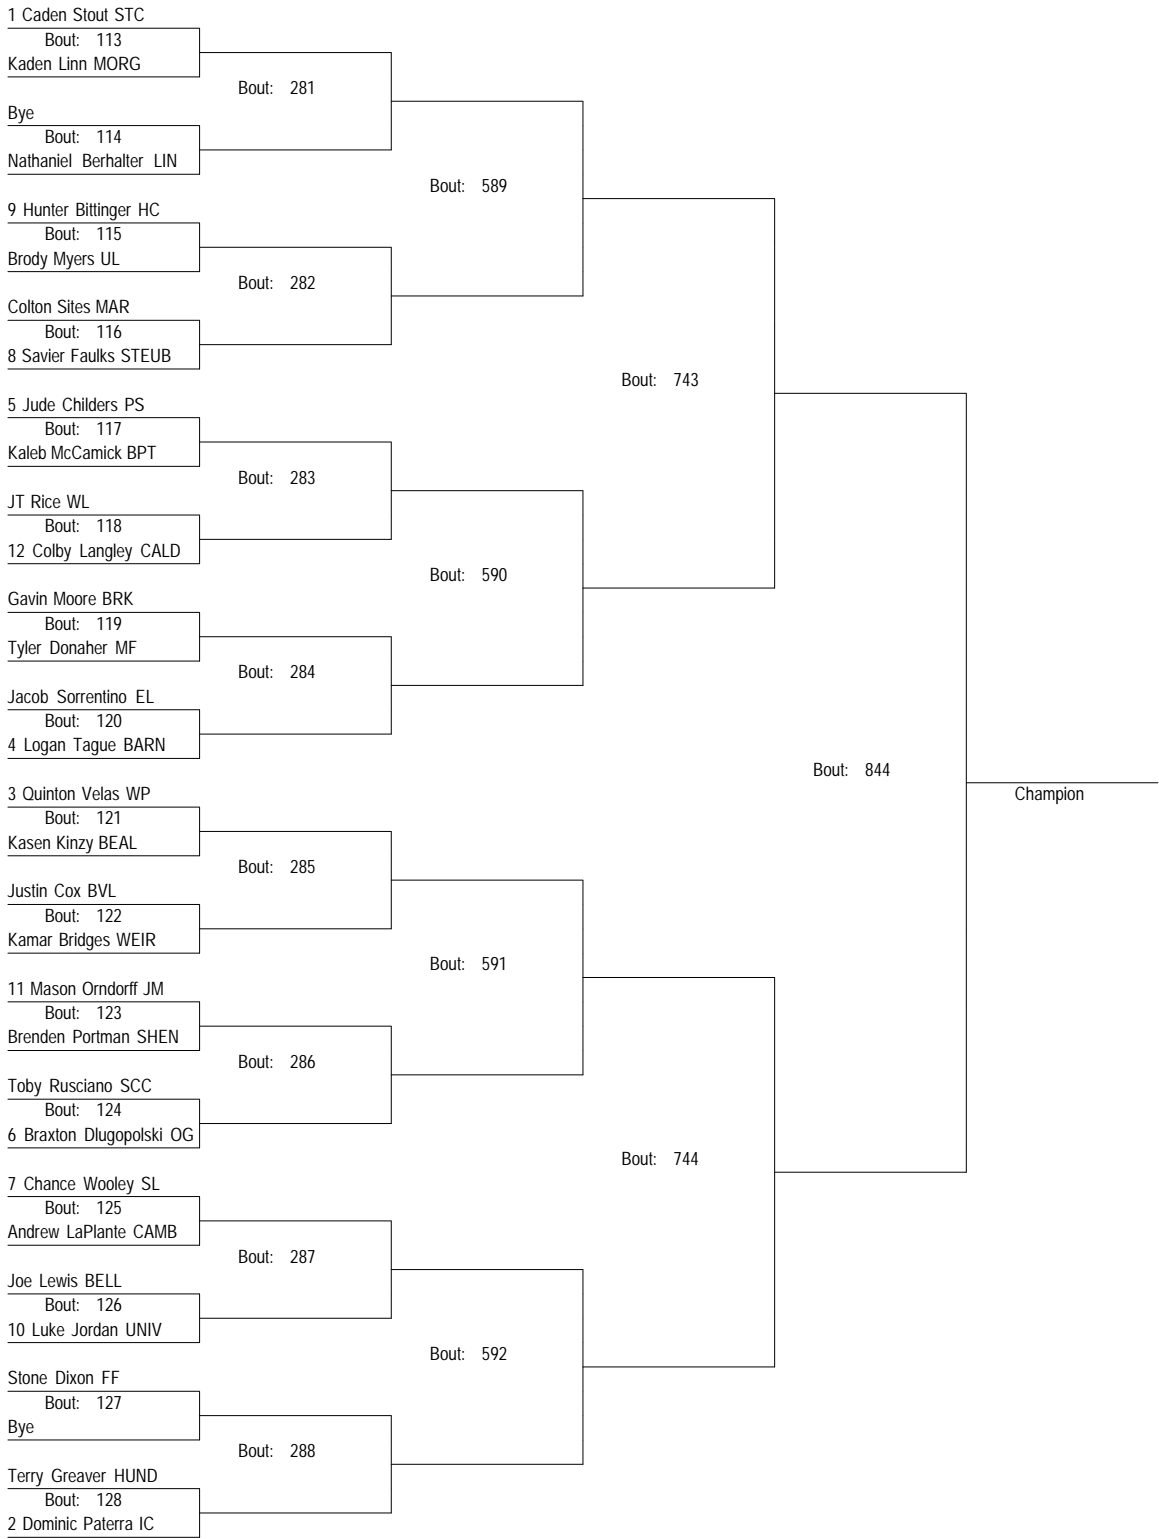 1 Caden Stout STC
Bout: 113
Kaden Linn MORG
Bout: 281
Bye
Bout: 114
Nathaniel Berhalter LIN
Bout: 589
9 Hunter Bittinger HC
Bout: 115
Brody Myers UL
Bout: 282
Colton Sites MAR
Bout: 116
8 Savier Faulks STEUB
Bout: 743
5 Jude Childers PS
Bout: 117
Kaleb McCamick BPT
Bout: 283
JT Rice WL
Bout: 118
12 Colby Langley CALD
Bout: 590
Gavin Moore BRK
Bout: 119
Tyler Donaher MF
Bout: 284
Jacob Sorrentino EL
Bout: 120
4 Logan Tague BARN
Bout: 844
3 Quinton Velas WP
Champion
Bout: 121
Kasen Kinzy BEAL
Bout: 285
Justin Cox BVL
Bout: 122
Kamar Bridges WEIR
Bout: 591
11 Mason Orndorff JM
Bout: 123
Brenden Portman SHEN
Bout: 286
Toby Rusciano SCC
Bout: 124
6 Braxton Dlugopolski OG
Bout: 744
7 Chance Wooley SL
Bout: 125
Andrew LaPlante CAMB
Bout: 287
Joe Lewis BELL
Bout: 126
10 Luke Jordan UNIV
Bout: 592
Stone Dixon FF
Bout: 127
Bye
Bout: 288
Terry Greaver HUND
Bout: 128
2 Dominic Paterra IC